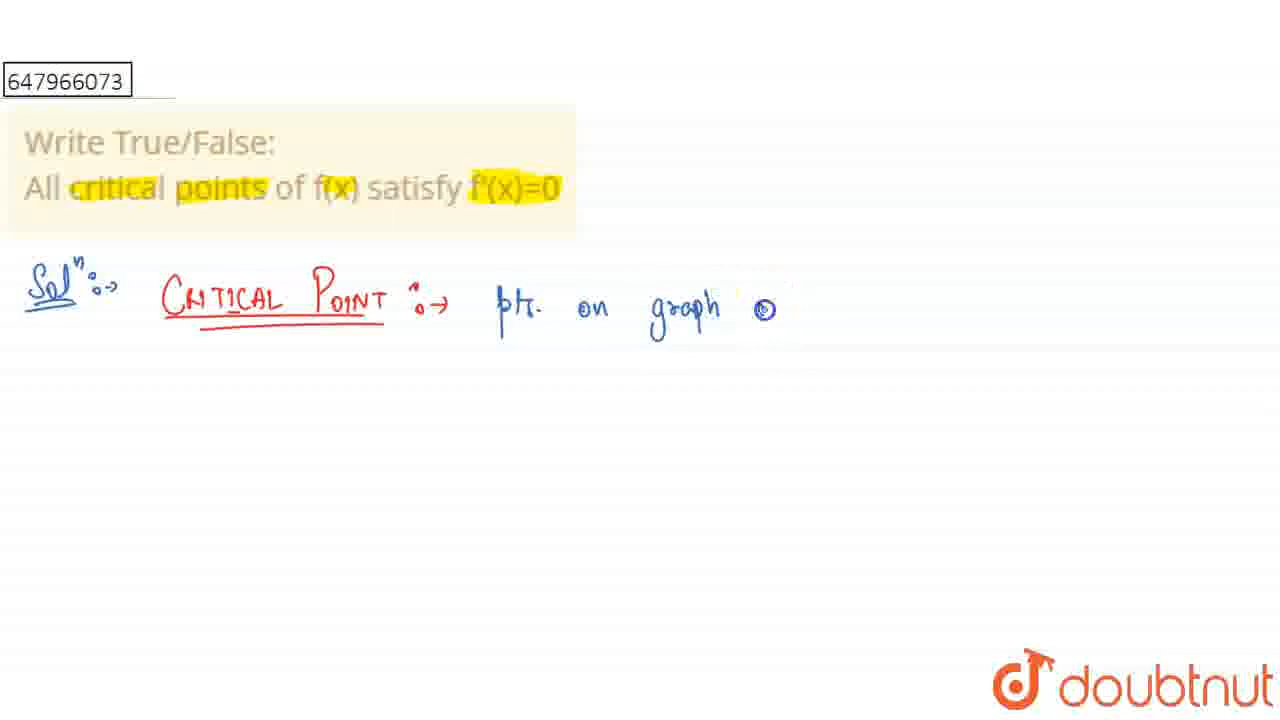 647966073
Write True/False:
All critical points of f(x) satisfy f'(x)=0
Solⁿ :→ CRITICAL POINT :→ pt. on graph
doubtnut